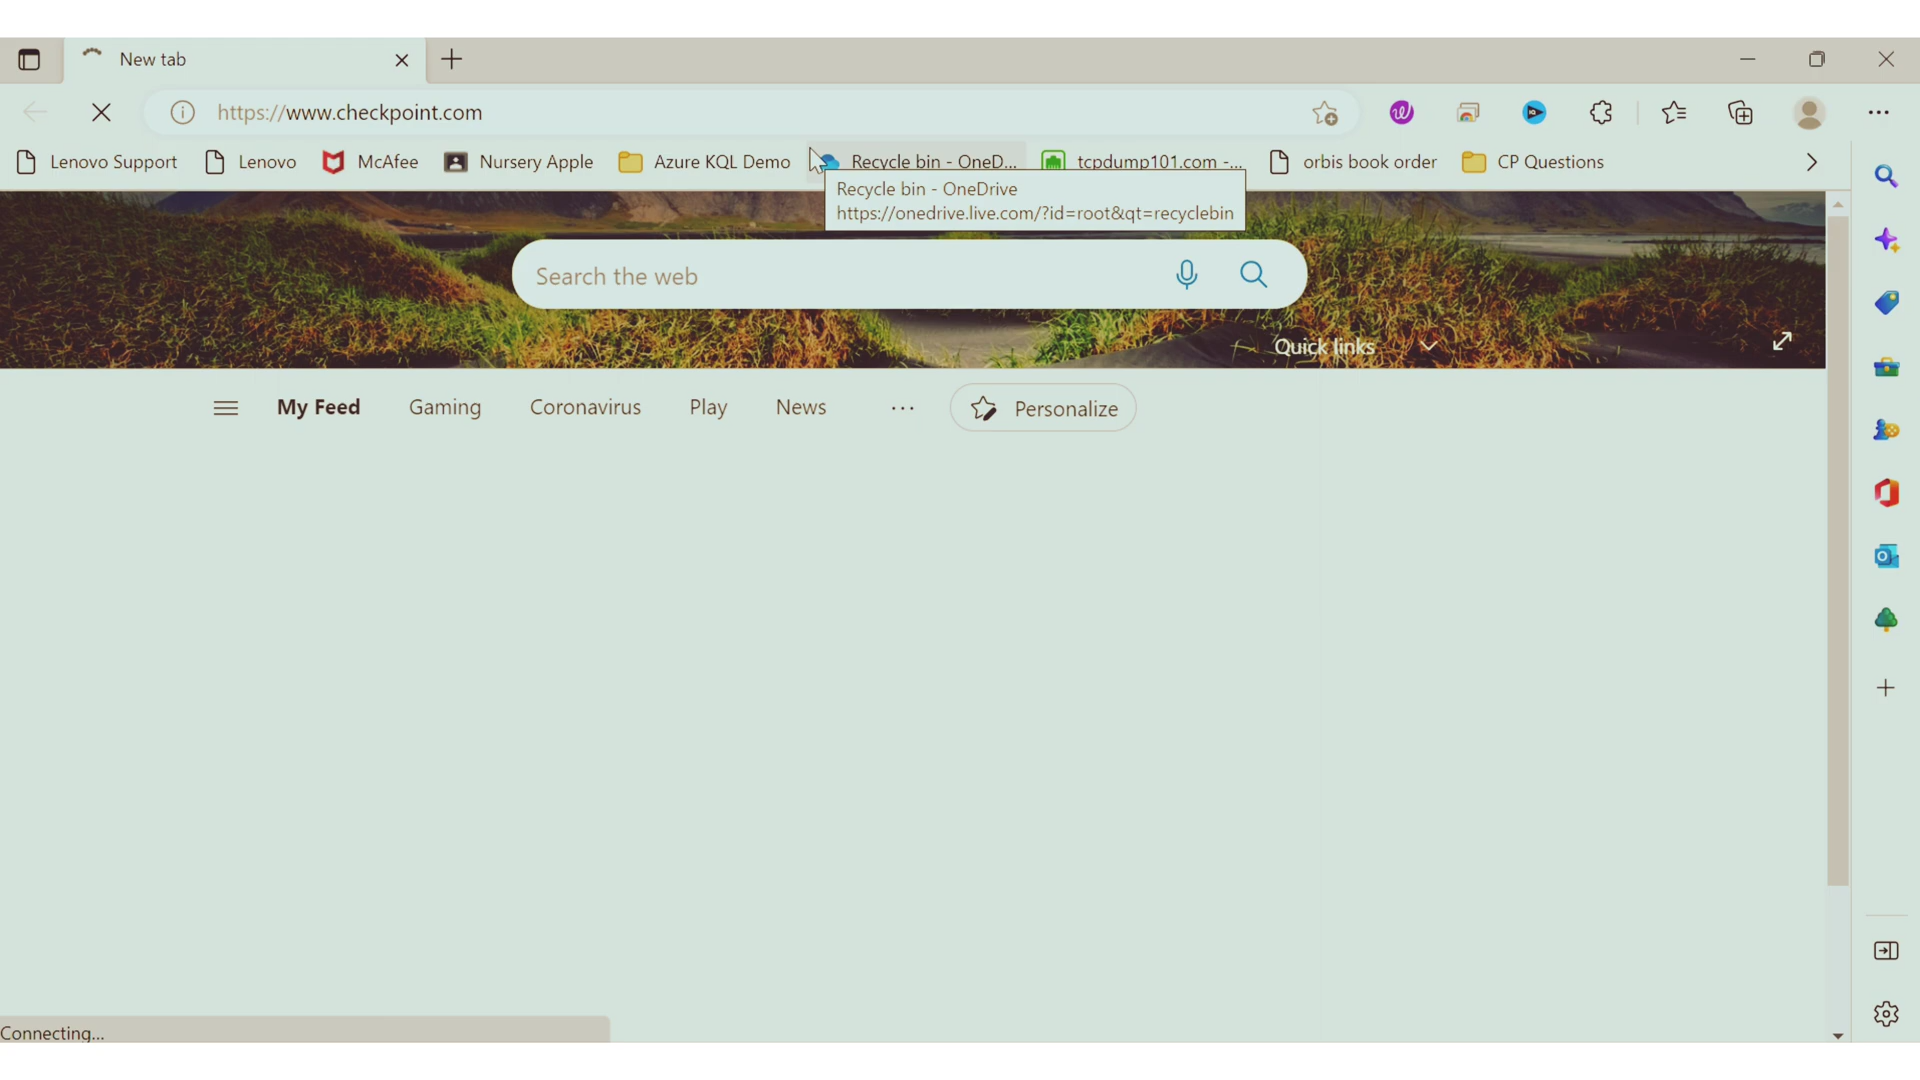 New tab
https://www.checkpoint.com
Lenovo Support
Lenovo
McAfee
Nursery Apple
Azure KQL Demo
Recycle bin - OneD...
tcpdump101.com -...
orbis book order
CP Questions
Recycle bin - OneDrive
https://onedrive.live.com/?id=root&qt=recyclebin
Search the web
Quick links
My Feed
Gaming
Coronavirus
Play
News
Personalize
Connecting...